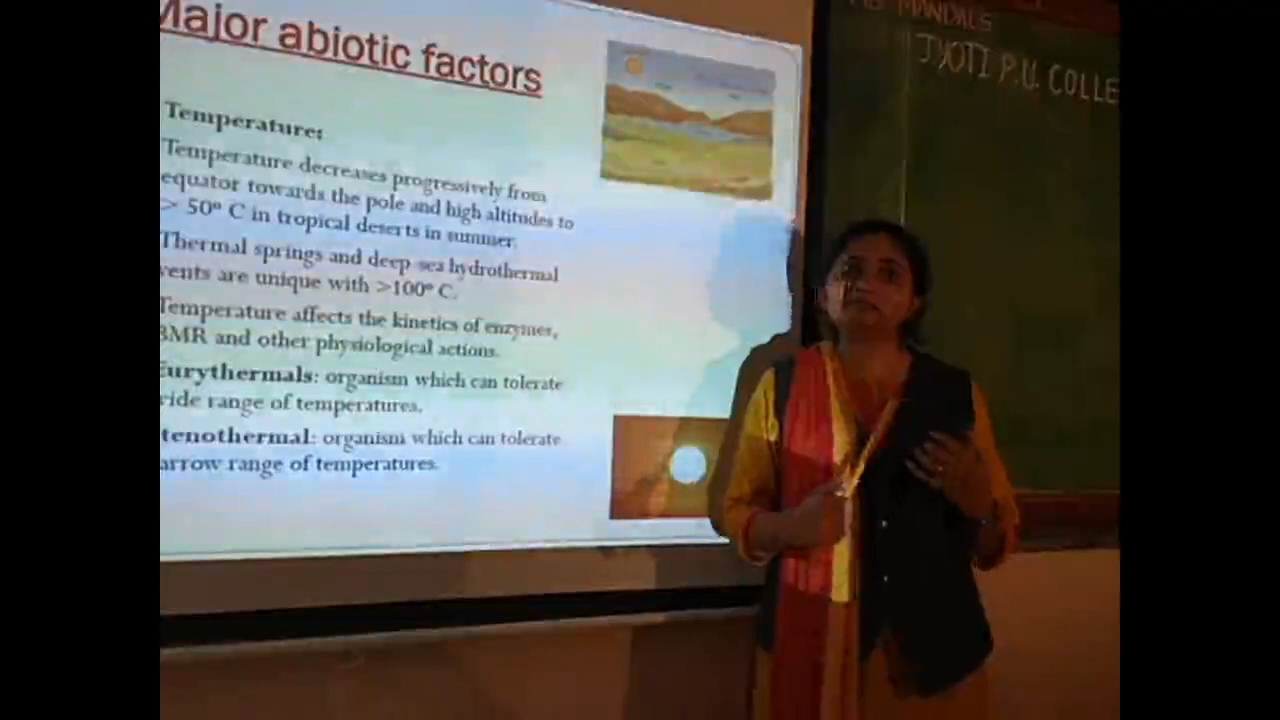 Major abiotic factors
Temperature:
Temperature decreases progressively from
equator towards the pole and high altitudes to
> 50° C in tropical deserts in summer.
Thermal springs and deep sea hydrothermal
vents are unique with >100° C.
Temperature affects the kinetics of enzymes,
BMR and other physiological actions.
Eurythermals: organism which can tolerate
wide range of temperatures.
tenothermal: organism which can tolerate
arrow range of temperatures.
MANDALS
JYOTI P.U. COLLE